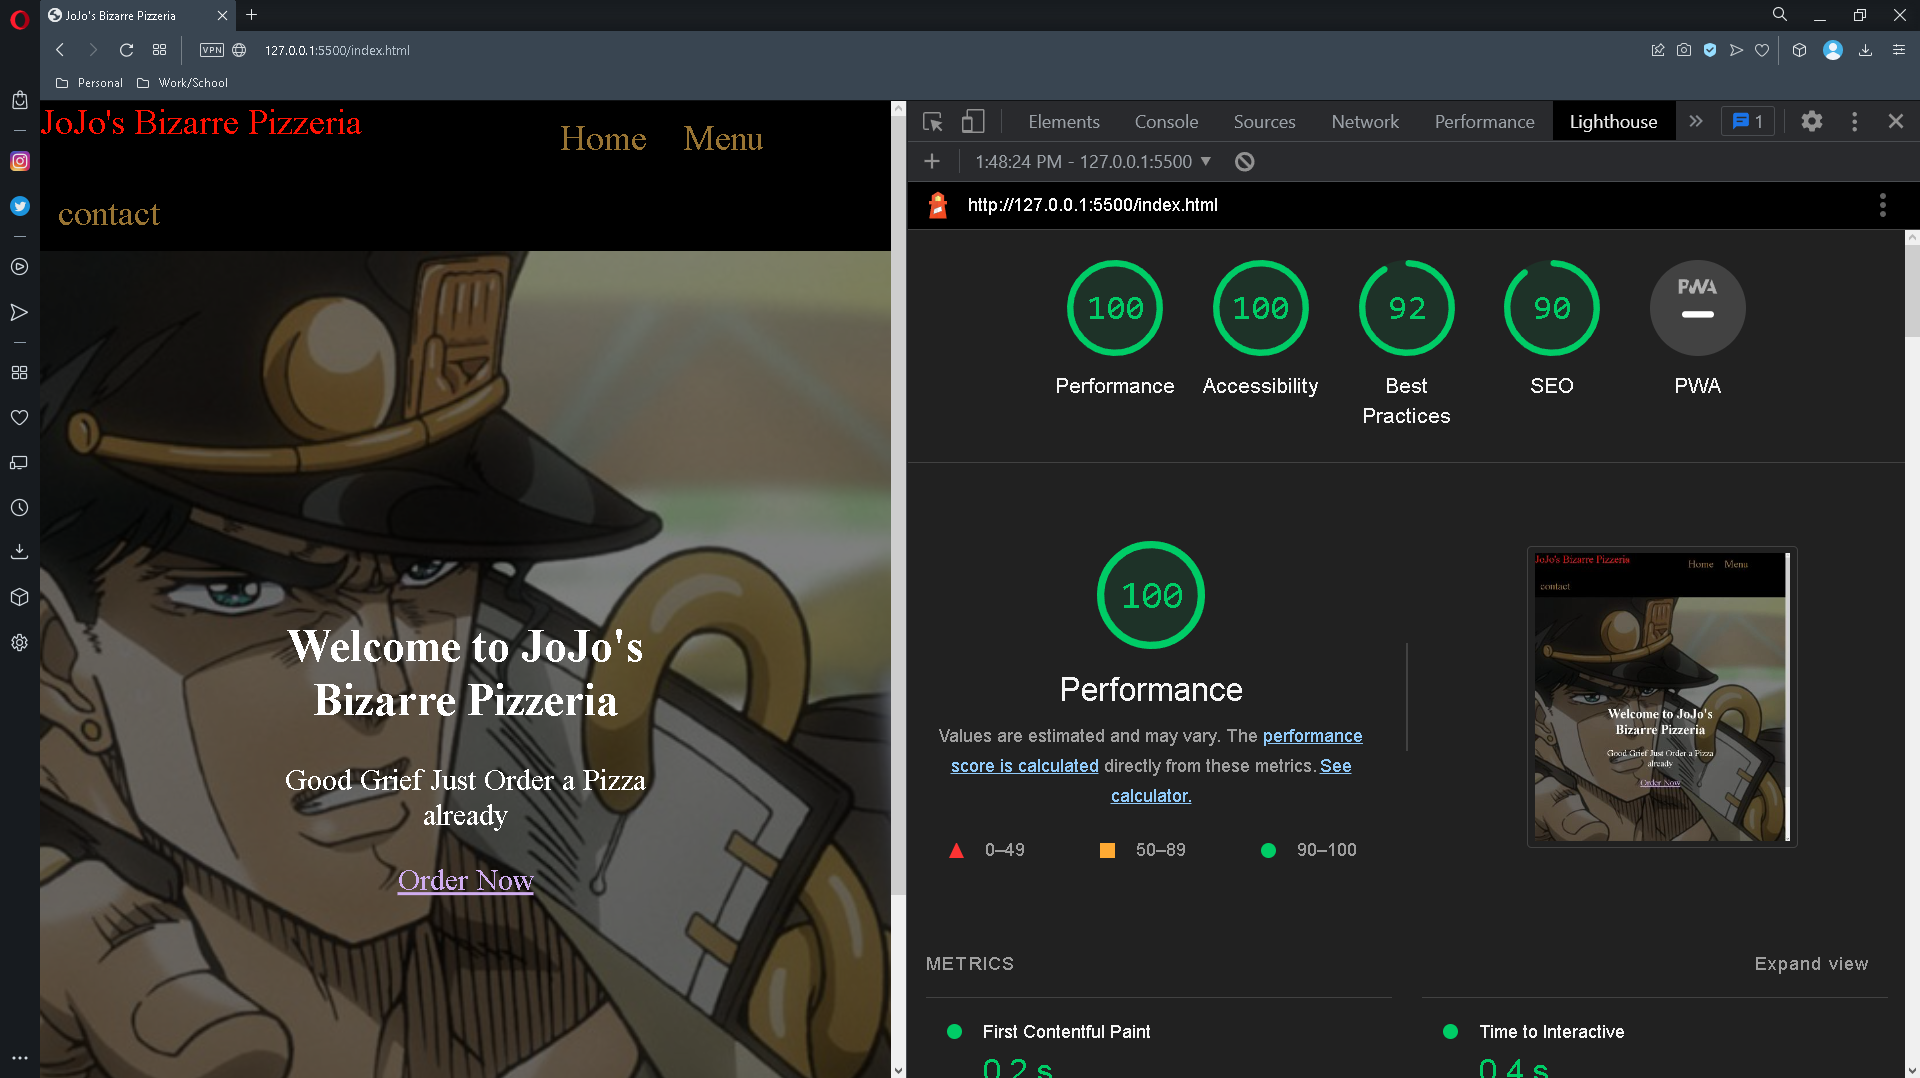 JoJo's Bizarre Pizzeria
VPN
127.0.0.1:5500/index.html
Personal
Work/School
JoJo's Bizarre Pizzeria
Home
Menu
contact
Welcome to JoJo's
Bizarre Pizzeria
Good Grief Just Order a Pizza
already
Order Now
Elements
Console
Sources
Network
Performance
Lighthouse
1
1:48:24 PM - 127.0.0.1:5500
http://127.0.0.1:5500/index.html
100
100
92
90
PWA
Performance
Accessibility
Best
Practices
SEO
PWA
100
Performance
Values are estimated and may vary. The performance
score is calculated directly from these metrics. See
calculator.
0–49
50–89
90–100
JoJo's Bizarre Pizzeria
Home
Menu
contact
Welcome to JoJo's
Bizarre Pizzeria
Good Grief Just Order a Pizza
already
Order Now
METRICS
Expand view
First Contentful Paint
0.2 s
Time to Interactive
0.4 s